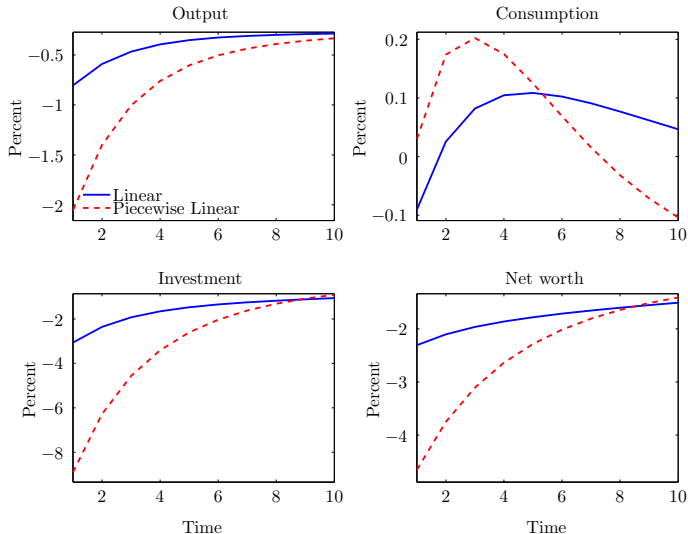 Output
Percent
−0.5
−1
−1.5
−2
2
4
6
8
10
Linear
Piecewise Linear
Consumption
Percent
0.2
0.1
0
−0.1
2
4
6
8
10
Investment
Percent
−2
−4
−6
−8
2
4
6
8
10
Time
Net worth
Percent
−2
−3
−4
2
4
6
8
10
Time